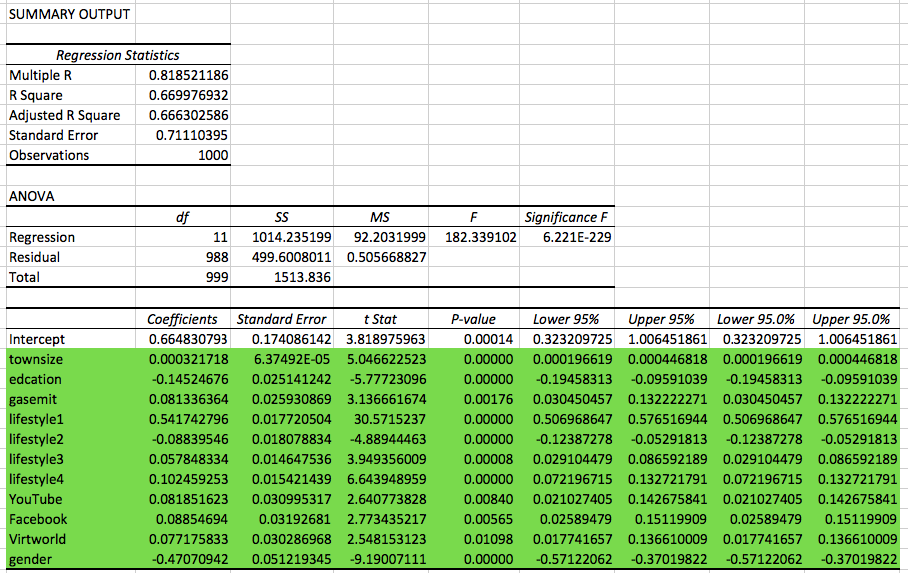 SUMMARY OUTPUT
Regression Statistics
Multiple R 0.818521186
R Square 0.669976932
Adjusted R Square 0.666302586
Standard Error 0.71110395
Observations 1000
ANOVA
df SS MS F Significance F
Regression 11 1014.235199 92.2031999 182.339102 6.221E-229
Residual 988 499.6008011 0.505668827
Total 999 1513.836
Coefficients Standard Error t Stat P-value Lower 95% Upper 95% Lower 95.0% Upper 95.0%
Intercept 0.664830793 0.174086142 3.818975963 0.00014 0.323209725 1.006451861 0.323209725 1.006451861
townsize 0.000321718 6.37492E-05 5.046622523 0.00000 0.000196619 0.000446818 0.000196619 0.000446818
edcation -0.14524676 0.025141242 -5.77723096 0.00000 -0.19458313 -0.09591039 -0.19458313 -0.09591039
gasemit 0.081336364 0.025930869 3.136661674 0.00176 0.030450457 0.132222271 0.030450457 0.132222271
lifestyle1 0.541742796 0.017720504 30.5715237 0.00000 0.506968647 0.576516944 0.506968647 0.576516944
lifestyle2 -0.08839546 0.018078834 -4.88944463 0.00000 -0.12387278 -0.05291813 -0.12387278 -0.05291813
lifestyle3 0.057848334 0.014647536 3.949356009 0.00008 0.029104479 0.086592189 0.029104479 0.086592189
lifestyle4 0.102459253 0.015421439 6.643948959 0.00000 0.072196715 0.132721791 0.072196715 0.132721791
YouTube 0.081851623 0.030995317 2.640773828 0.00840 0.021027405 0.142675841 0.021027405 0.142675841
Facebook 0.08854694 0.03192681 2.773435217 0.00565 0.02589479 0.15119909 0.02589479 0.15119909
Virtworld 0.077175833 0.030286968 2.548153123 0.01098 0.017741657 0.136610009 0.017741657 0.136610009
gender -0.47070942 0.051219345 -9.19007111 0.00000 -0.57122062 -0.37019822 -0.57122062 -0.37019822